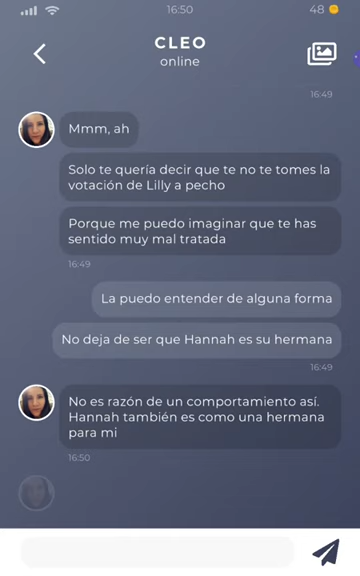 16:50
48
CLEO
online
16:49
Mmm, ah
Solo te quería decir que te no te tomes la
votación de Lilly a pecho
Porque me puedo imaginar que te has
sentido muy mal tratada
16:49
La puedo entender de alguna forma
No deja de ser que Hannah es su hermana
16:49
No es razón de un comportamiento así.
Hannah también es como una hermana
para mi
16:50